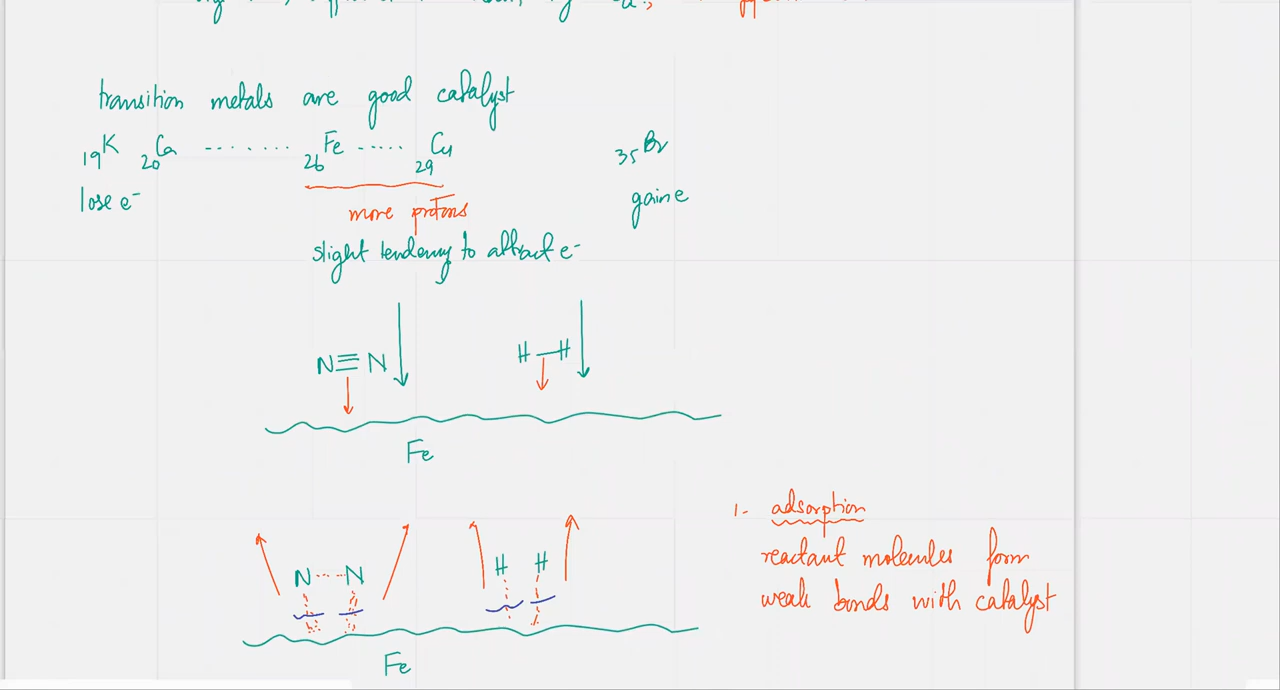 transition metals are good catalyst
19K 20Ca ········ 26Fe ····· 29Cu 35Br
lose e- gain e
more protons
slight tendency to attract e-
N≡N H—H
Fe
1- adsorption
reactant molecules form
N····N H H
weak bonds with catalyst
Fe